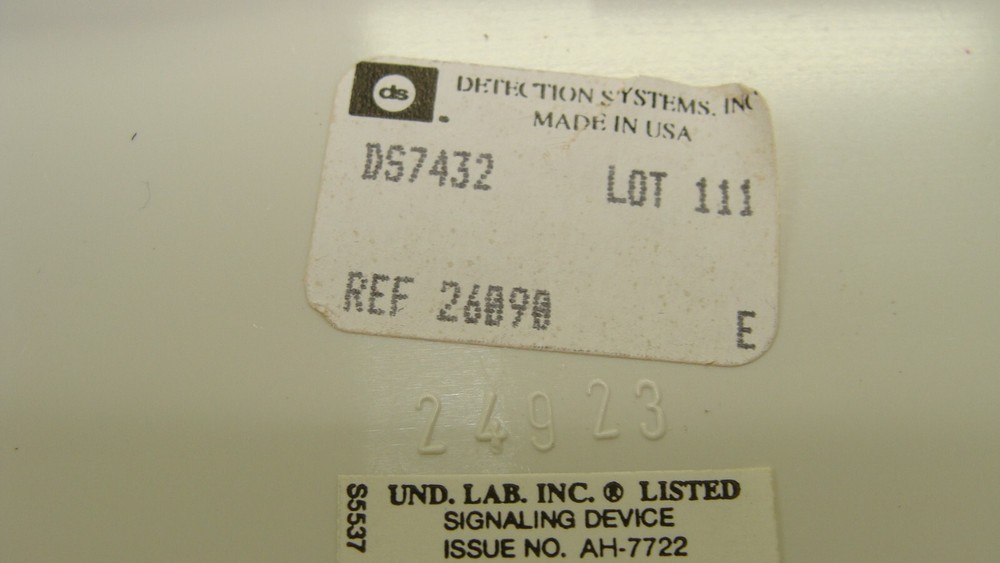 ds
DETECTION SYSTEMS, INC
MADE IN USA
DS7432 LOT 111
REF 26090 E
24923
S5537
UND. LAB. INC. ® LISTED
SIGNALING DEVICE
ISSUE NO. AH-7722